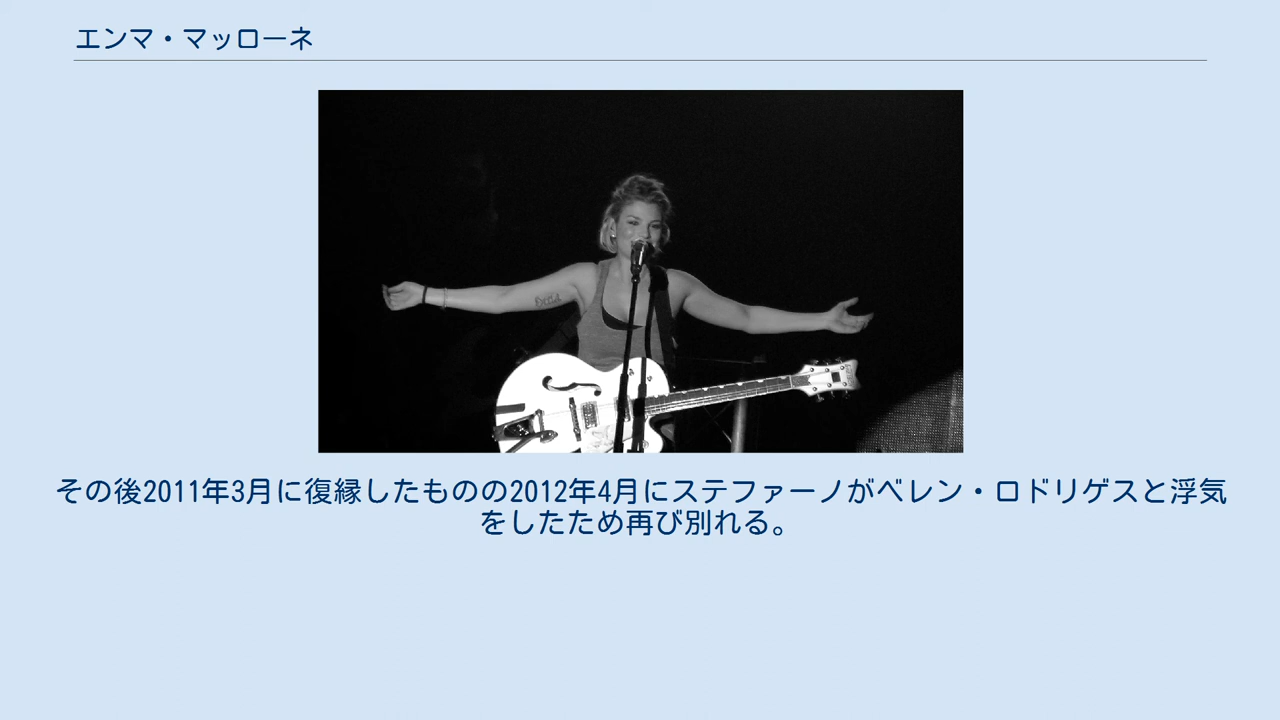 エンマ・マッローネ
その後2011年3月に復縁したものの2012年4月にステファーノがベレン・ロドリゲスと浮気
をしたため再び別れる。